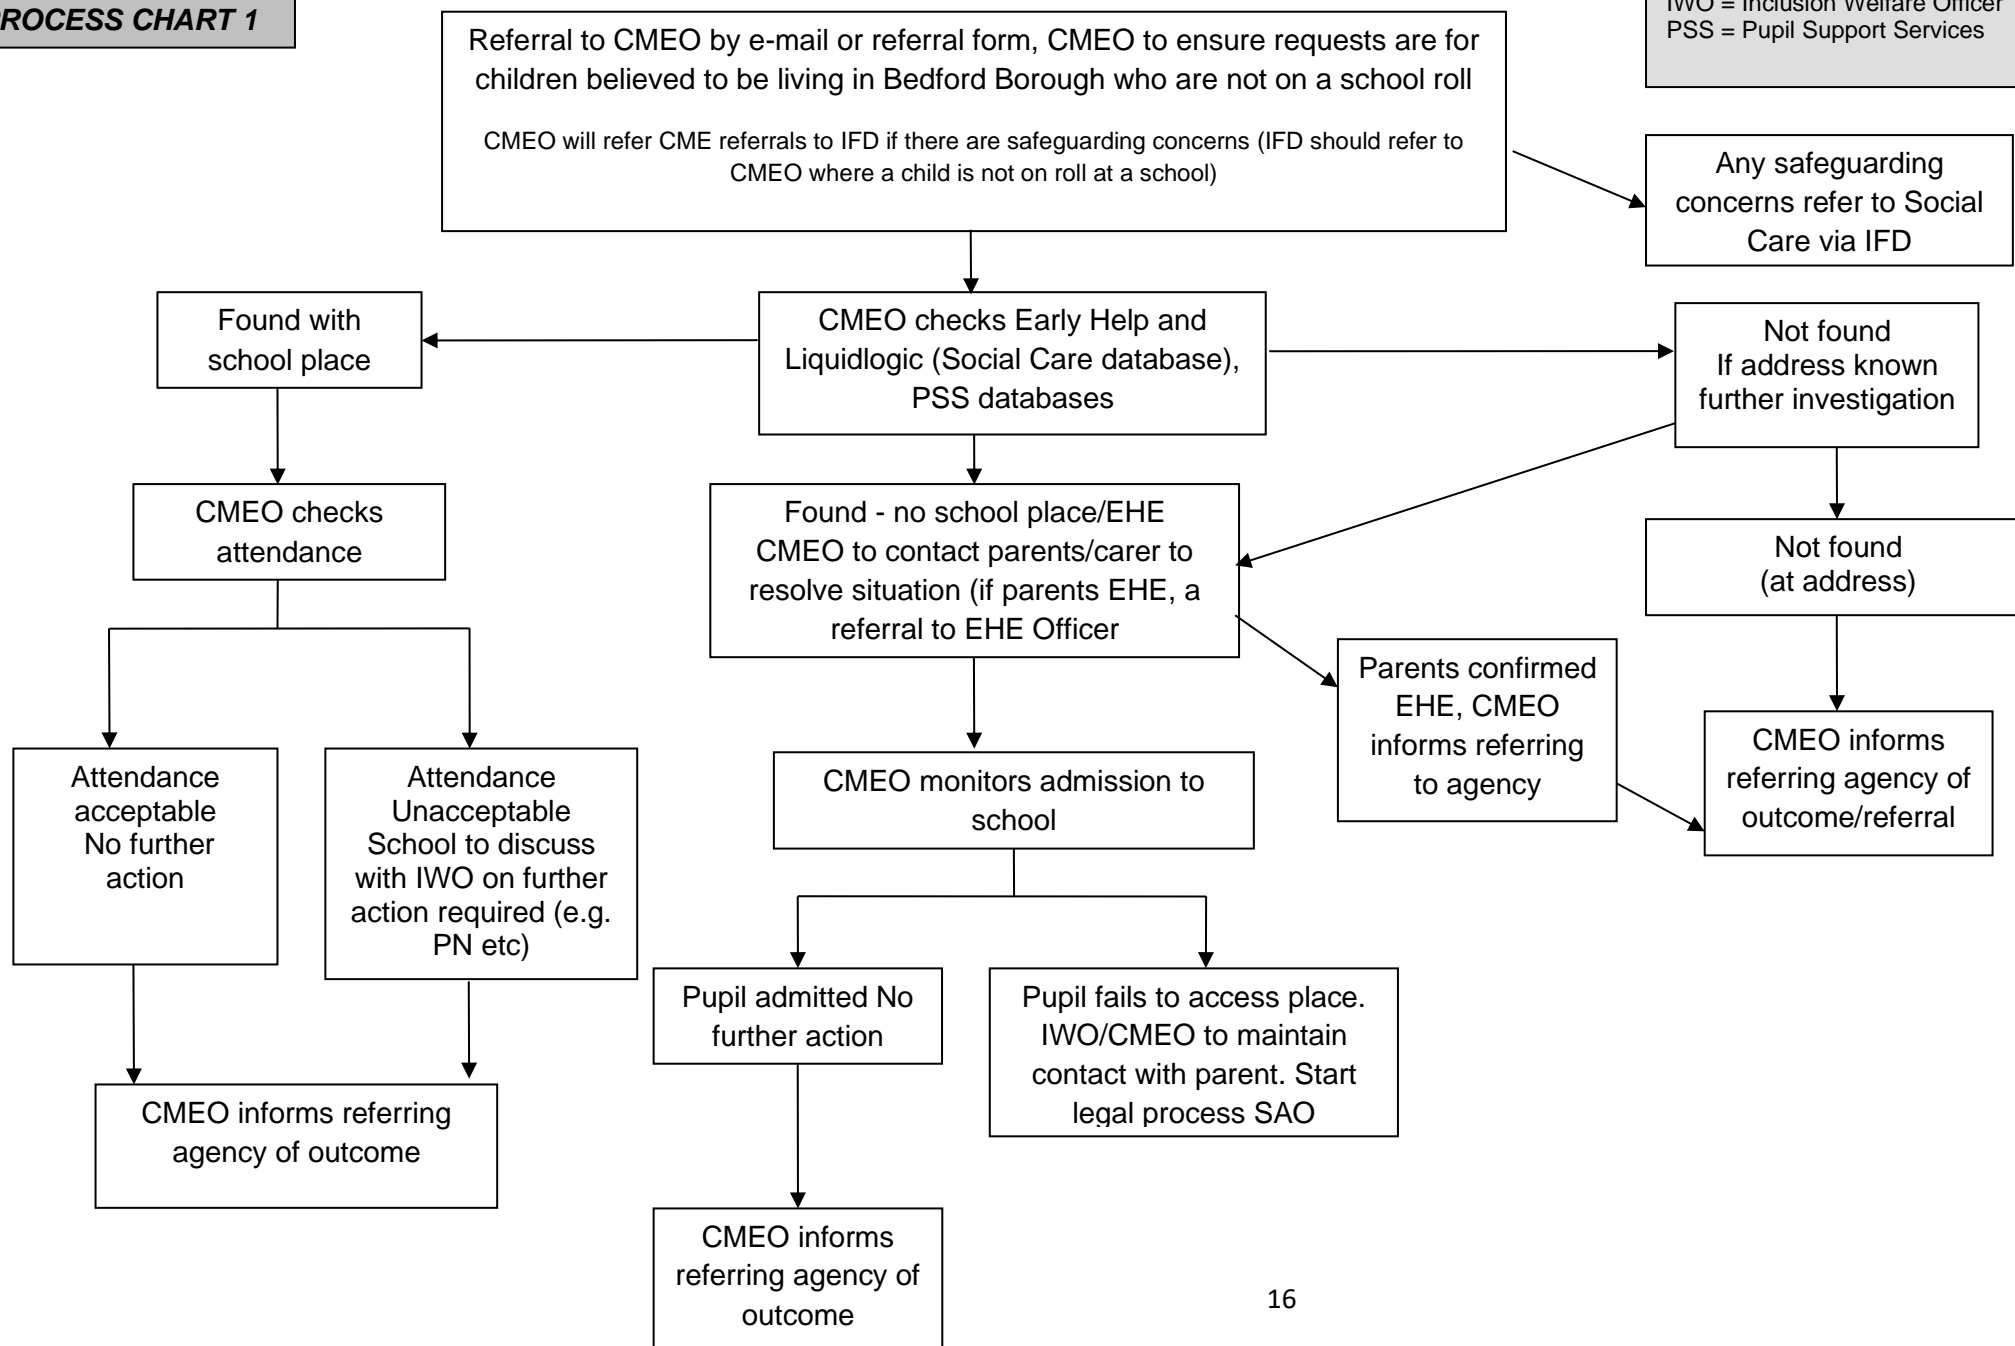 PROCESS CHART 1
IWO = Inclusion Welfare Officer
PSS = Pupil Support Services
Referral to CMEO by e-mail or referral form, CMEO to ensure requests are for
children believed to be living in Bedford Borough who are not on a school roll
CMEO will refer CME referrals to IFD if there are safeguarding concerns (IFD should refer to
CMEO where a child is not on roll at a school)
Any safeguarding
concerns refer to Social
Care via IFD
Found with
school place
CMEO checks Early Help and
Liquidlogic (Social Care database),
PSS databases
Not found
If address known
further investigation
CMEO checks
attendance
Found - no school place/EHE
CMEO to contact parents/carer to
resolve situation (if parents EHE, a
referral to EHE Officer
Not found
(at address)
Parents confirmed
EHE, CMEO
informs referring
to agency
CMEO informs
referring agency of
outcome/referral
Attendance
acceptable
No further
action
Attendance
Unacceptable
School to discuss
with IWO on further
action required (e.g.
PN etc)
CMEO monitors admission to
school
Pupil admitted No
further action
Pupil fails to access place.
IWO/CMEO to maintain
contact with parent. Start
legal process SAO
CMEO informs referring
agency of outcome
CMEO informs
referring agency of
outcome
16